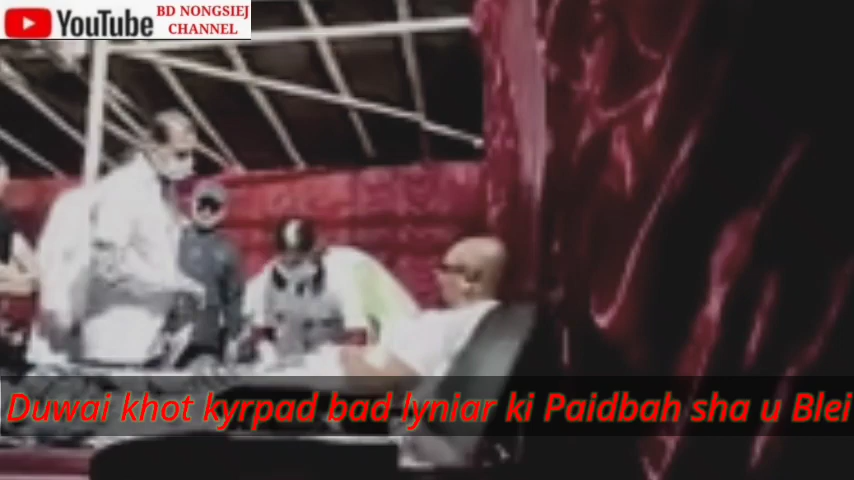 YouTube
BD NONGSIEJ
CHANNEL
Duwai khot kyrpad bad lyniar ki Paidbah sha u Blei